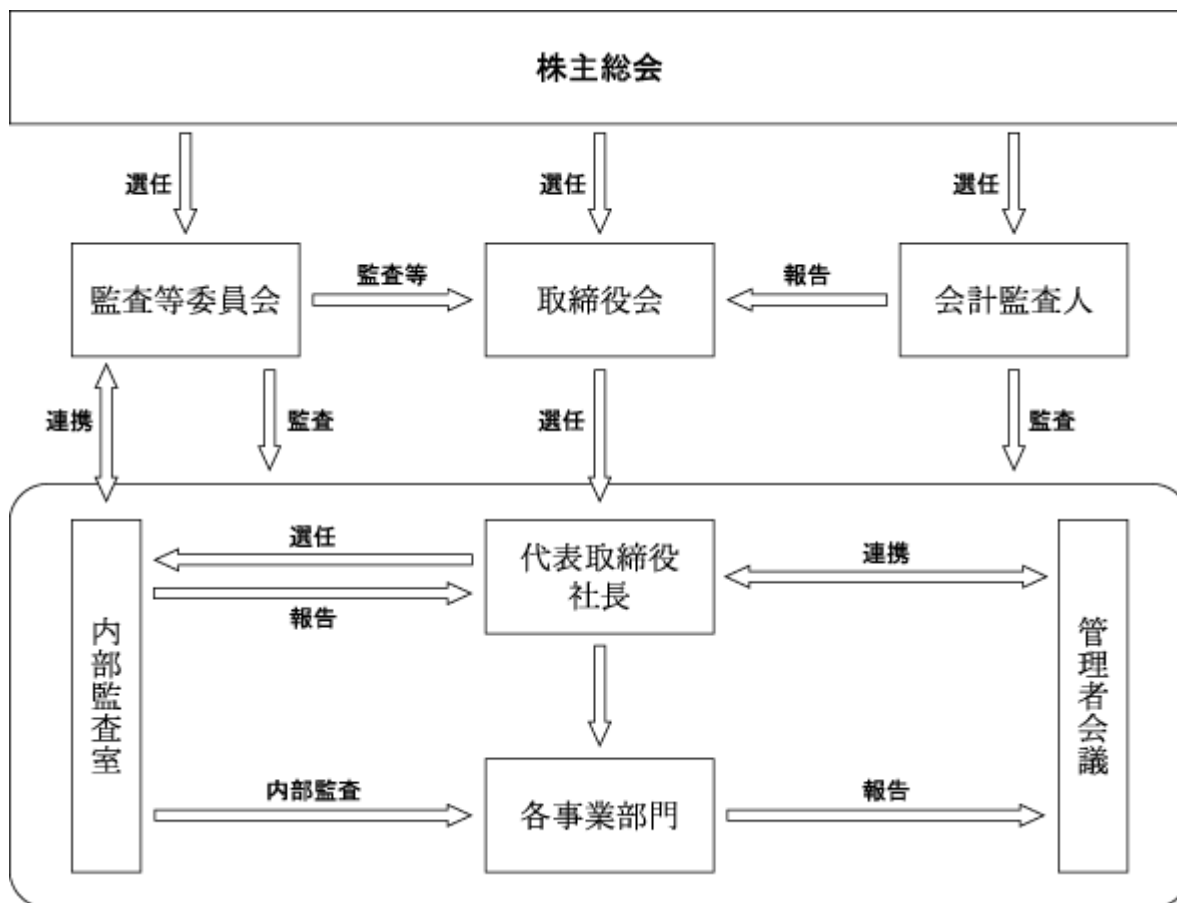 株主総会
選任
選任
選任
監査等委員会
監査等
取締役会
報告
会計監査人
連携
監査
選任
監査
選任
報告
代表取締役
社長
連携
内部監査室
管理者会議
内部監査
各事業部門
報告